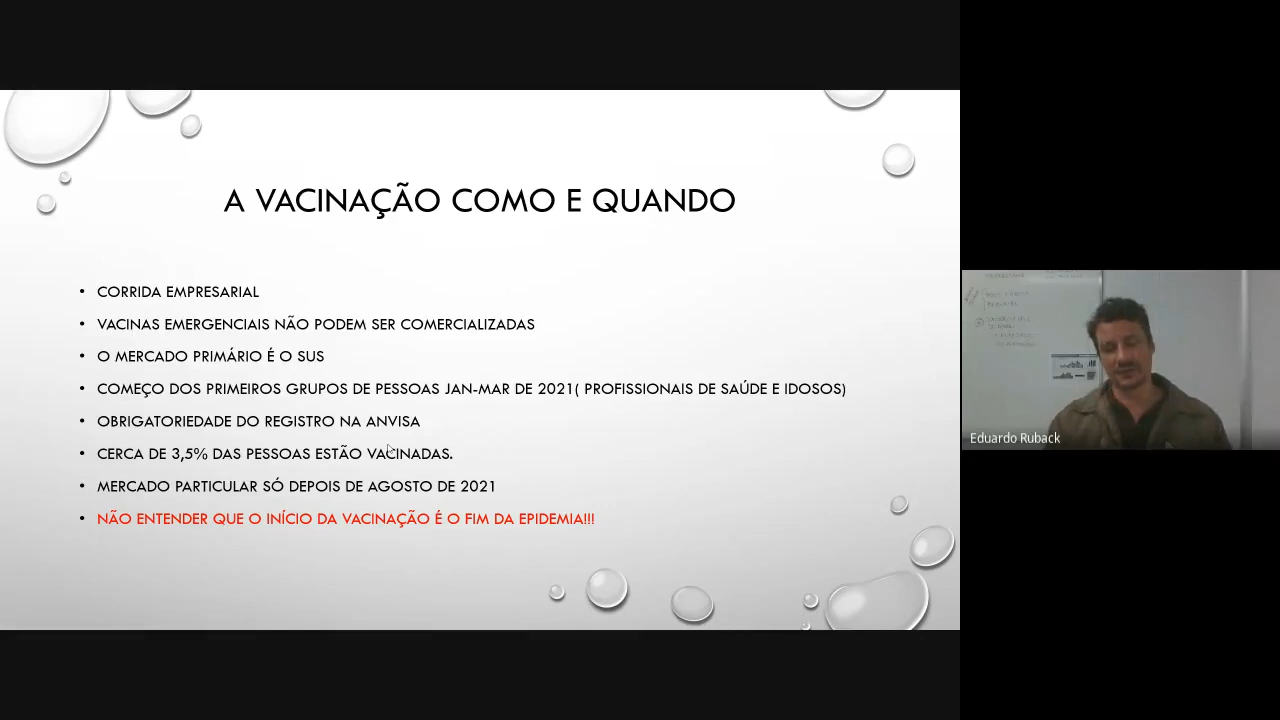 A VACINAÇÃO COMO E QUANDO
• CORRIDA EMPRESARIAL
• VACINAS EMERGENCIAIS NÃO PODEM SER COMERCIALIZADAS
• O MERCADO PRIMÁRIO É O SUS
• COMEÇO DOS PRIMEIROS GRUPOS DE PESSOAS JAN-MAR DE 2021( PROFISSIONAIS DE SAÚDE E IDOSOS)
• OBRIGATORIEDADE DO REGISTRO NA ANVISA
• CERCA DE 3,5% DAS PESSOAS ESTÃO VACINADAS.
• MERCADO PARTICULAR SÓ DEPOIS DE AGOSTO DE 2021
• NÃO ENTENDER QUE O INÍCIO DA VACINAÇÃO É O FIM DA EPIDEMIA!!!
Eduardo Ruback